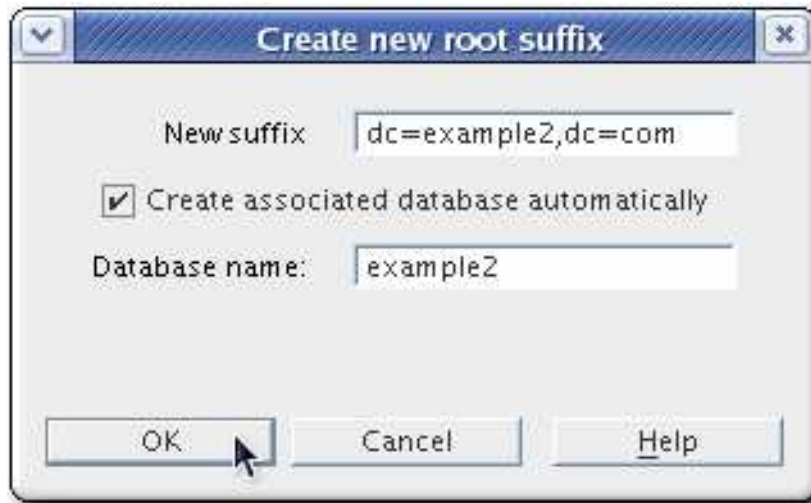 Create new root suffix
New suffix dc=example2,dc=com
Create associated database automatically
Database name: example2
OK Cancel Help